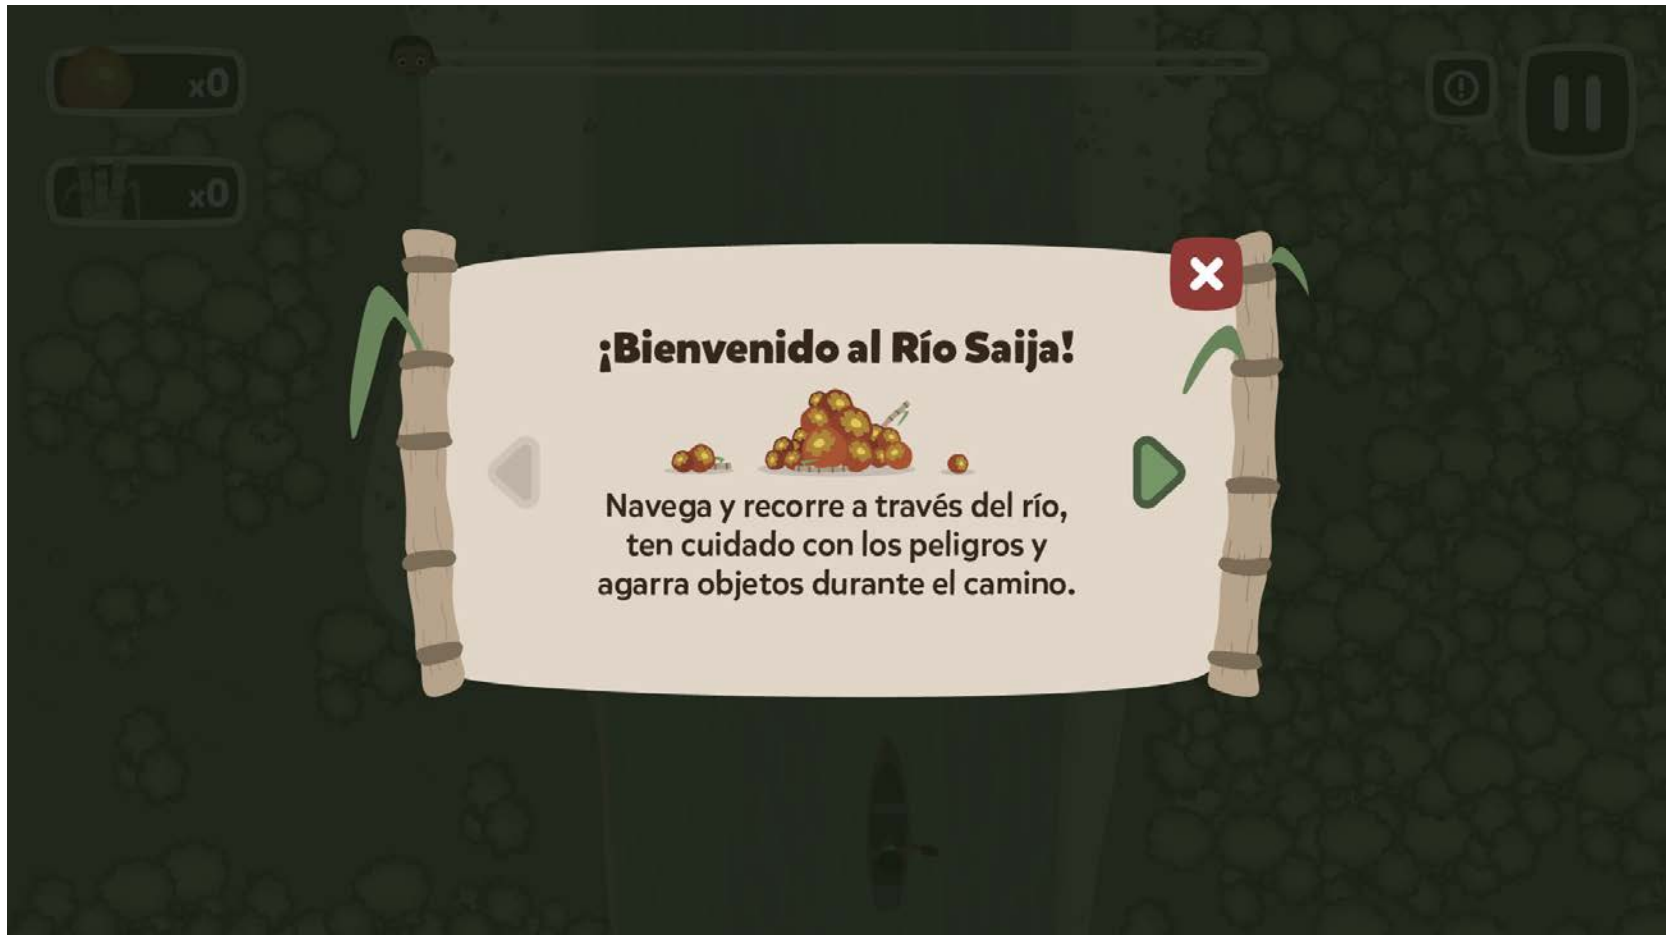 x0
x0
¡Bienvenido al Río Saija!
Navega y recorre a través del río,
ten cuidado con los peligros y
agarra objetos durante el camino.